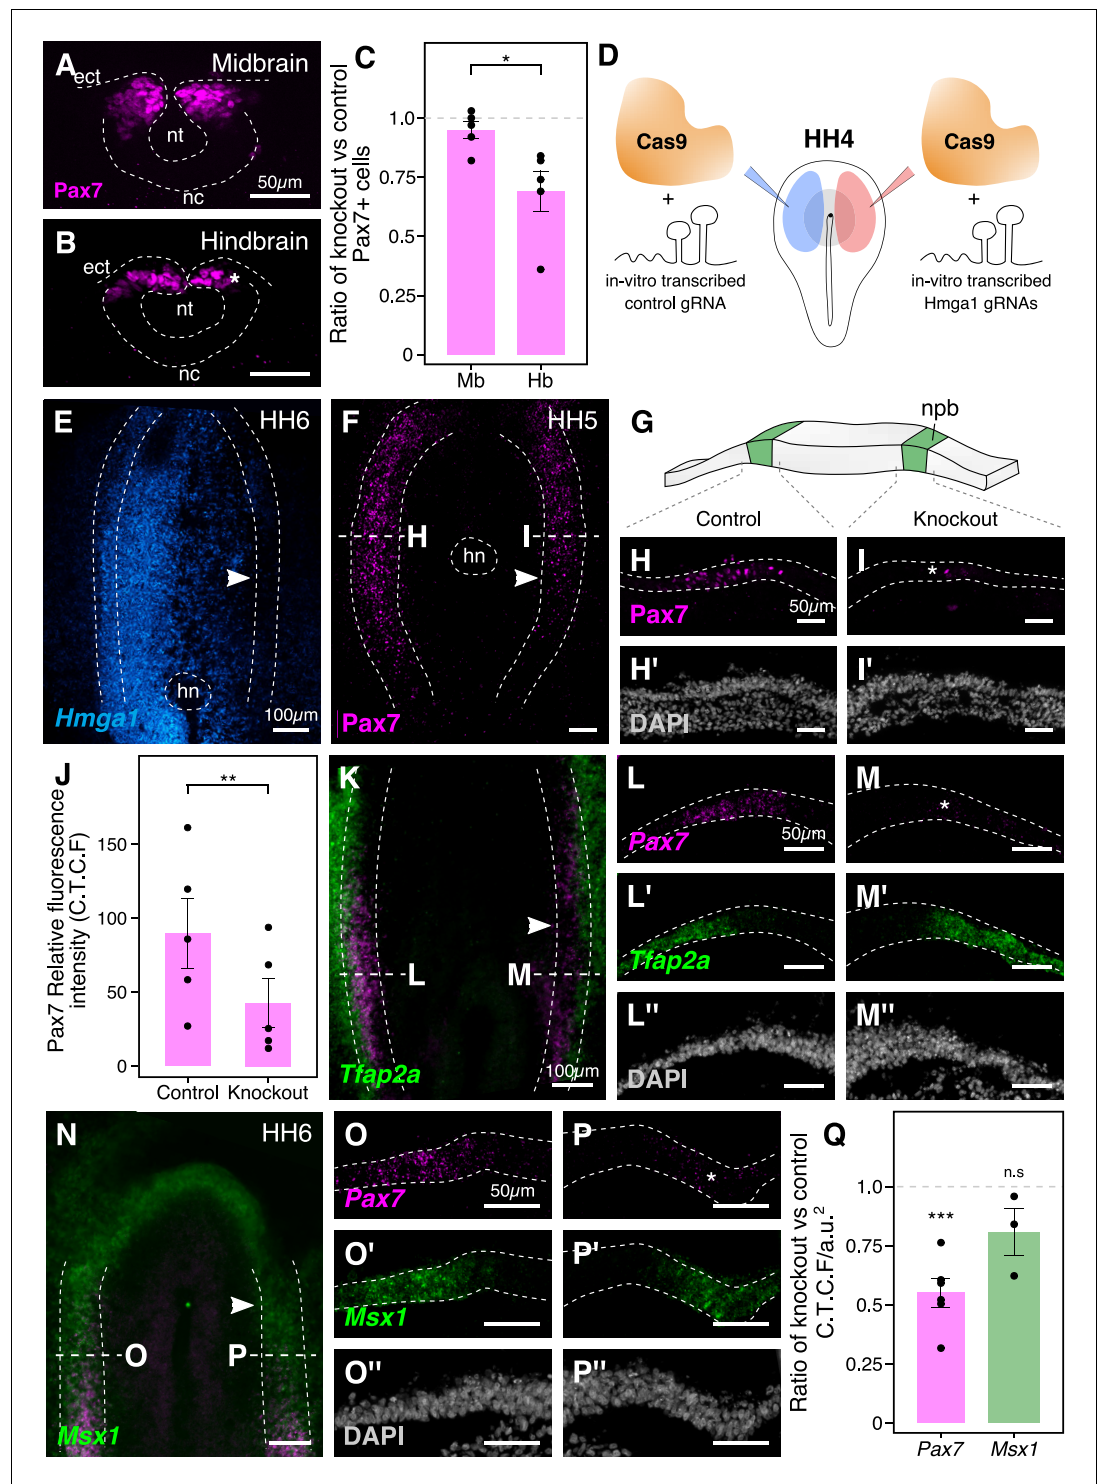 A
ect
Midbrain
nt
Pax7
nc
50µm
B
Hindbrain
ect
*
nt
nc
C
Ratio of knockout vs control
Pax7+ cells
*
1.0
0.75
0.5
0.25
0
Mb
Hb
D
Cas9
HH4
Cas9
+
+
in-vitro transcribed
control gRNA
in-vitro transcribed
Hmga1 gRNAs
E
HH6
hn
Hmga1
100µm
F
HH5
H
I
hn
Pax7
G
npb
Control
Knockout
H
Pax7
50µm
I
*
H'
DAPI
I'
J
Pax7 Relative fluorescence
intensity (C.T.C.F)
**
150
100
50
0
Control
Knockout
K
L
M
Tfap2a
100µm
L
Pax7
50µm
M
*
L'
Tfap2a
M'
L"
DAPI
M"
N
HH6
O
P
Msx1
O
Pax7
50µm
P
*
O'
Msx1
P'
O"
DAPI
P"
Q
Ratio of knockout vs control
C.T.C.F/a.u.²
n.s
***
1.0
0.75
0.5
0.25
0
Pax7
Msx1